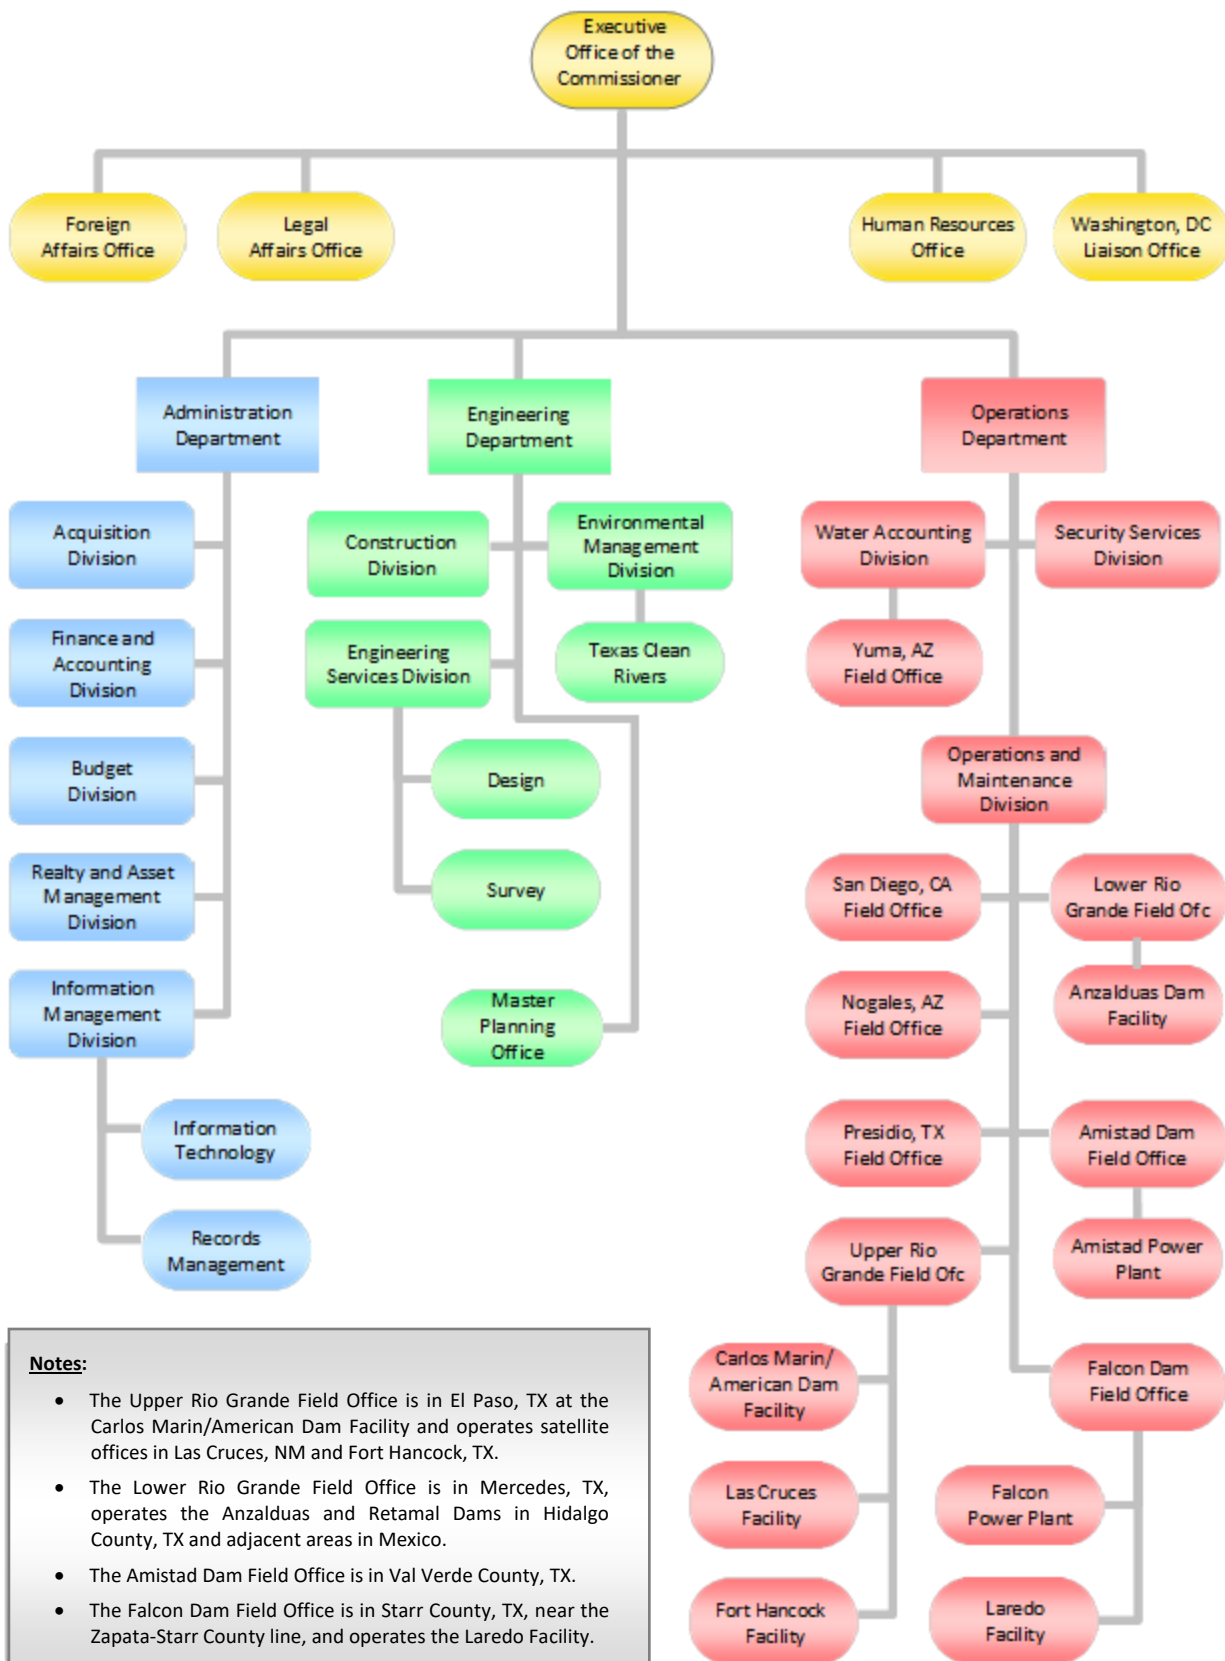 Executive
Office of the
Commissioner
Foreign
Affairs Office
Legal
Affairs Office
Human Resources
Office
Washington, DC
Liaison Office
Administration
Department
Engineering
Department
Operations
Department
Acquisition
Division
Finance and
Accounting
Division
Budget
Division
Realty and Asset
Management
Division
Information
Management
Division
Information
Technology
Records
Management
Construction
Division
Environmental
Management
Division
Engineering
Services Division
Texas Clean
Rivers
Design
Survey
Master
Planning
Office
Water Accounting
Division
Security Services
Division
Yuma, AZ
Field Office
Operations and
Maintenance
Division
San Diego, CA
Field Office
Lower Rio
Grande Field Ofc
Nogales, AZ
Field Office
Anzalduas Dam
Facility
Presidio, TX
Field Office
Amistad Dam
Field Office
Upper Rio
Grande Field Ofc
Amistad Power
Plant
Carlos Marin/
American Dam
Facility
Falcon Dam
Field Office
Las Cruces
Facility
Falcon
Power Plant
Fort Hancock
Facility
Laredo
Facility
Notes:
• The Upper Rio Grande Field Office is in El Paso, TX at the
Carlos Marin/American Dam Facility and operates satellite
offices in Las Cruces, NM and Fort Hancock, TX.
• The Lower Rio Grande Field Office is in Mercedes, TX,
operates the Anzalduas and Retamal Dams in Hidalgo
County, TX and adjacent areas in Mexico.
• The Amistad Dam Field Office is in Val Verde County, TX.
• The Falcon Dam Field Office is in Starr County, TX, near the
Zapata-Starr County line, and operates the Laredo Facility.